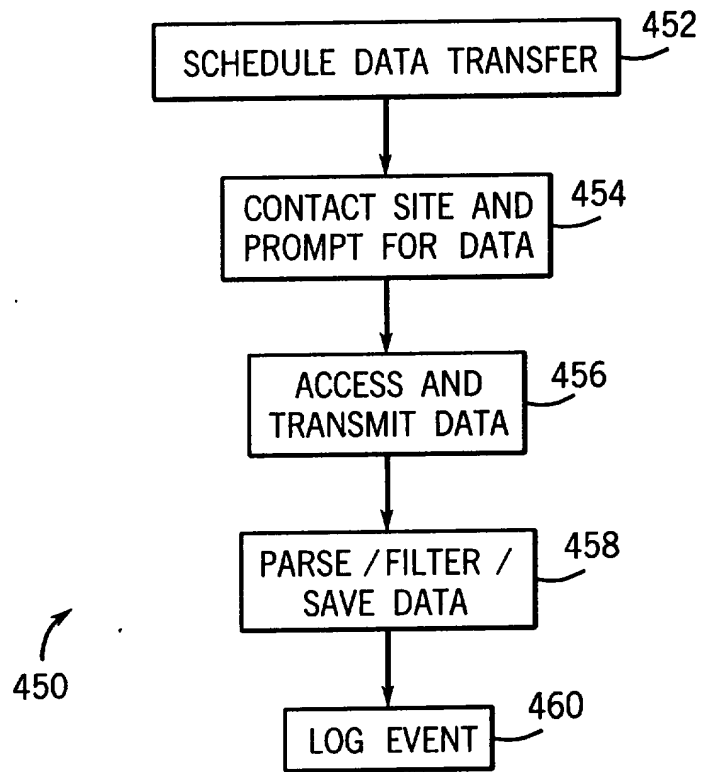 452
SCHEDULE DATA TRANSFER
454
CONTACT SITE AND
PROMPT FOR DATA
456
ACCESS AND
TRANSMIT DATA
458
PARSE / FILTER /
SAVE DATA
450
460
LOG EVENT